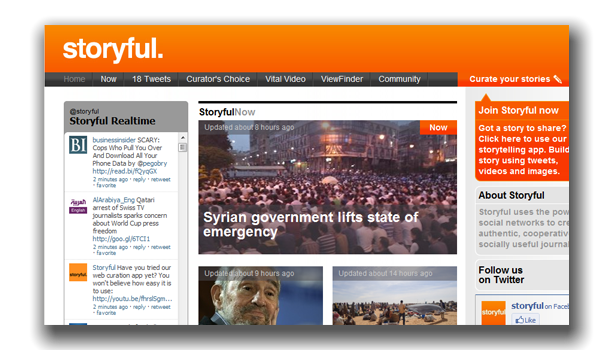 storyful.
Home Now 18 Tweets Curator's Choice Vital Video ViewFinder Community Curate your stories
@storyful
Storyful Realtime
BI
businessinsider SCARY:
Cops Who Pull You Over
And Download All Your
Phone Data by @pegobry
http://read.bi/fQyqGX
2 minutes ago · reply · retweet
· favorite
English
AlArabiya_Eng Qatari
arrest of Swiss TV
journalists sparks concern
about World Cup press
freedom
http://goo.gl/6TCI1
2 minutes ago · reply · retweet
· favorite
storyful.
Storyful Have you tried our
web curation app yet? You
won't believe how easy it is
to use:
http://youtu.be/fhrslSgm...
2 minutes ago · reply · retweet
· favorite
BI
businessinsider
StoryfulNow
Updated about 8 hours ago
Now
Syrian government lifts state of
emergency
Updated about 9 hours ago
Updated about 14 hours ago
Join Storyful now
Got a story to share?
Click here to use our
storytelling app. Build
story using tweets,
videos and images.
About Storyful
Storyful uses the pow
social networks to cre
authentic, cooperativ
socially useful journal
Follow us
on Twitter
storyful
storyful on Faceb
Like